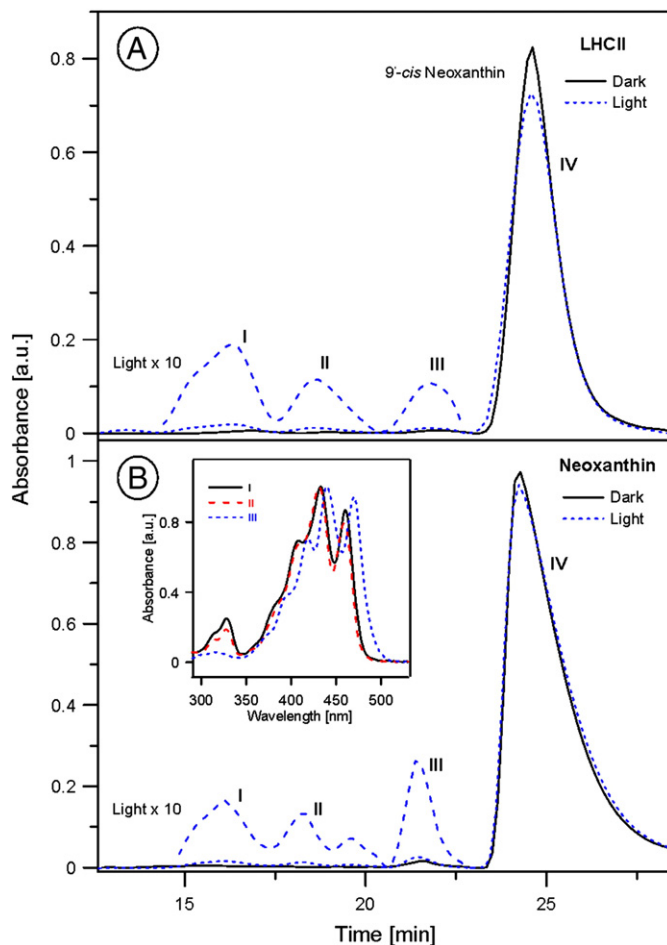 A
LHCII
9'-cis Neoxanthin
Dark
Light
IV
I
II
III
Light x 10
0.8
0.6
0.4
0.2
0
Absorbance [a.u.]
B
Neoxanthin
Dark
Light
IV
I
II
III
Absorbance [a.u.]
0.8
0.4
0
300 350 400 450 500
Wavelength [nm]
I
II
III
Light x 10
1
0.8
0.6
0.4
0.2
0
15 20 25
Time [min]